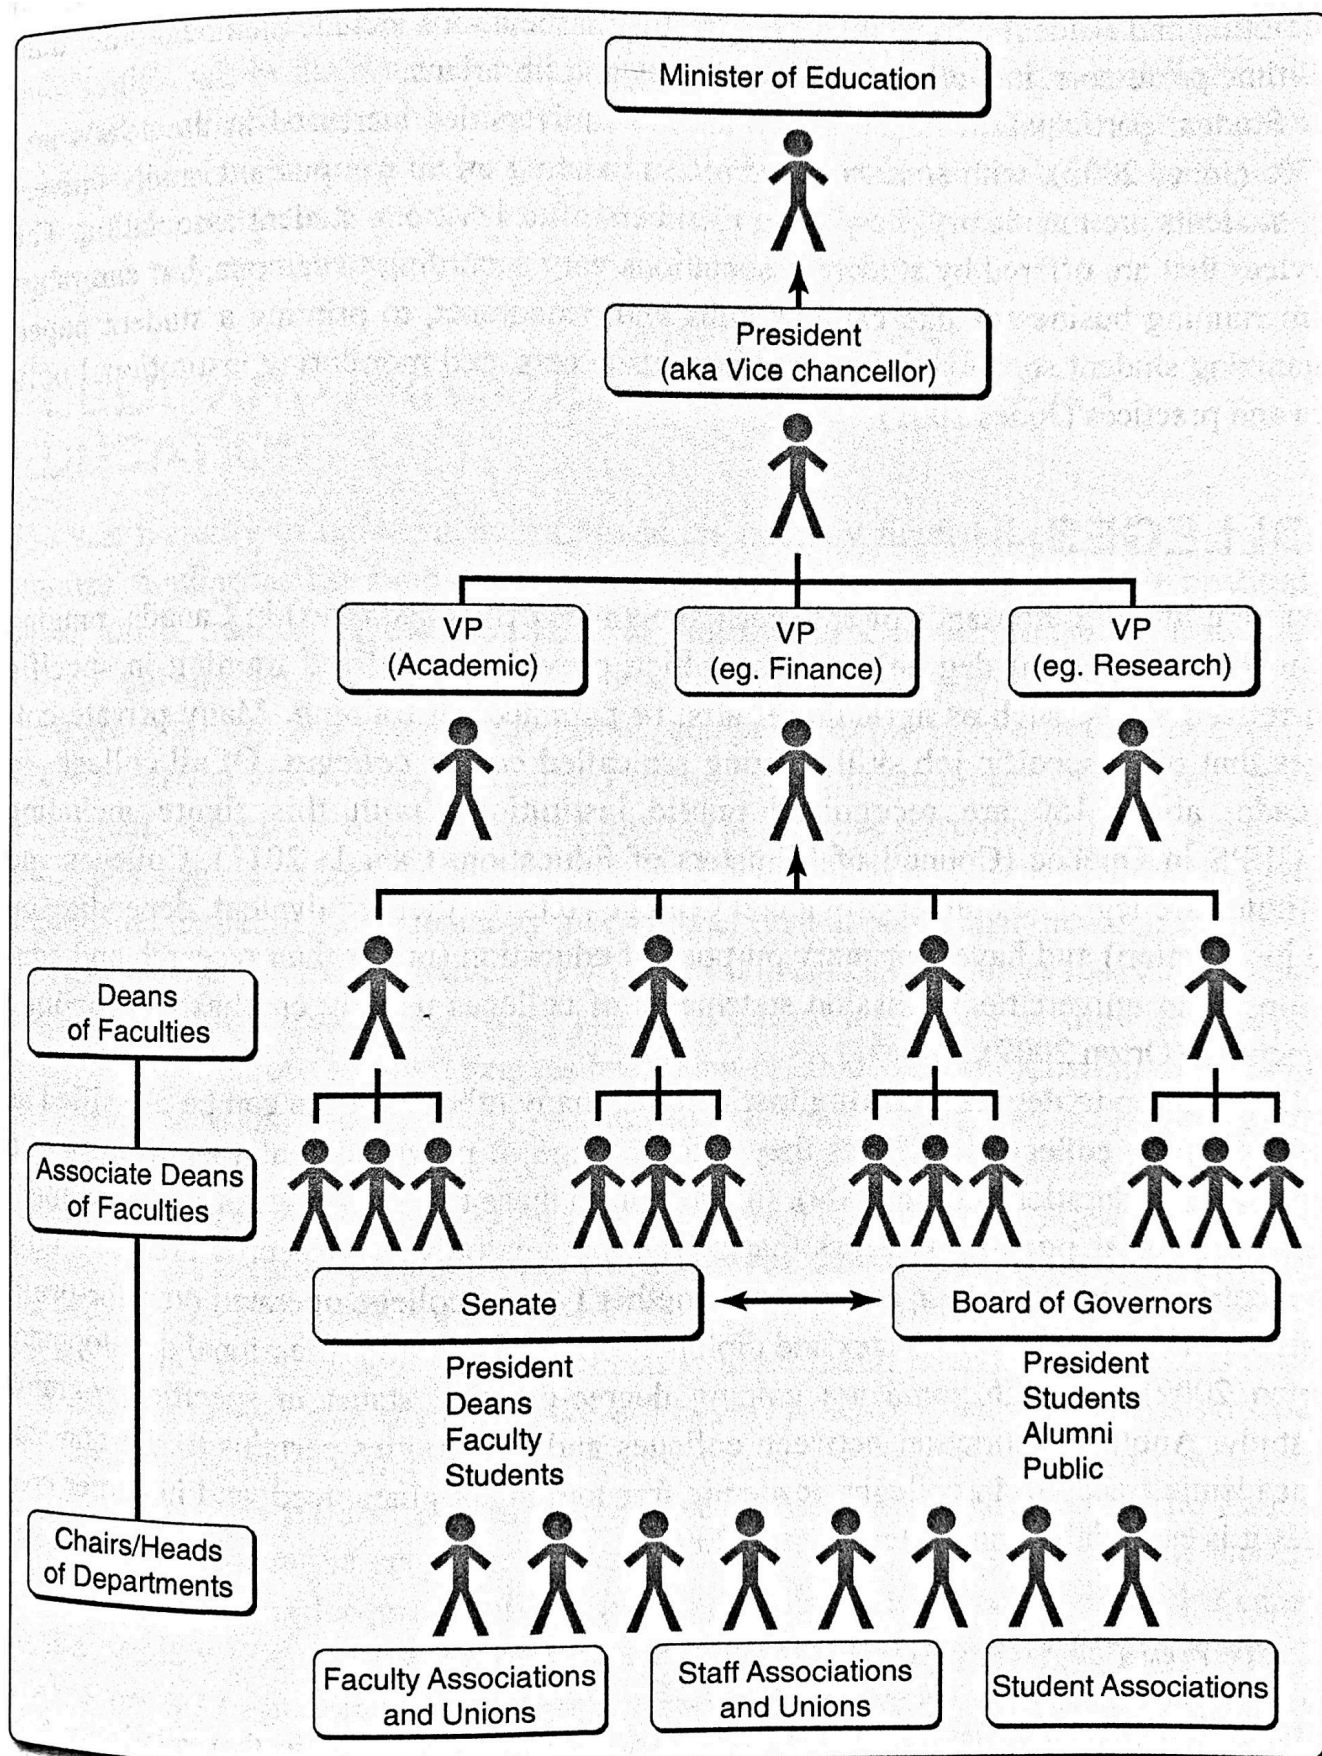 Minister of Education
President
(aka Vice chancellor)
VP
(Academic)
VP
(eg. Finance)
VP
(eg. Research)
Deans
of Faculties
Associate Deans
of Faculties
Senate
Board of Governors
President
Deans
Faculty
Students
President
Students
Alumni
Public
Chairs/Heads
of Departments
Faculty Associations
and Unions
Staff Associations
and Unions
Student Associations